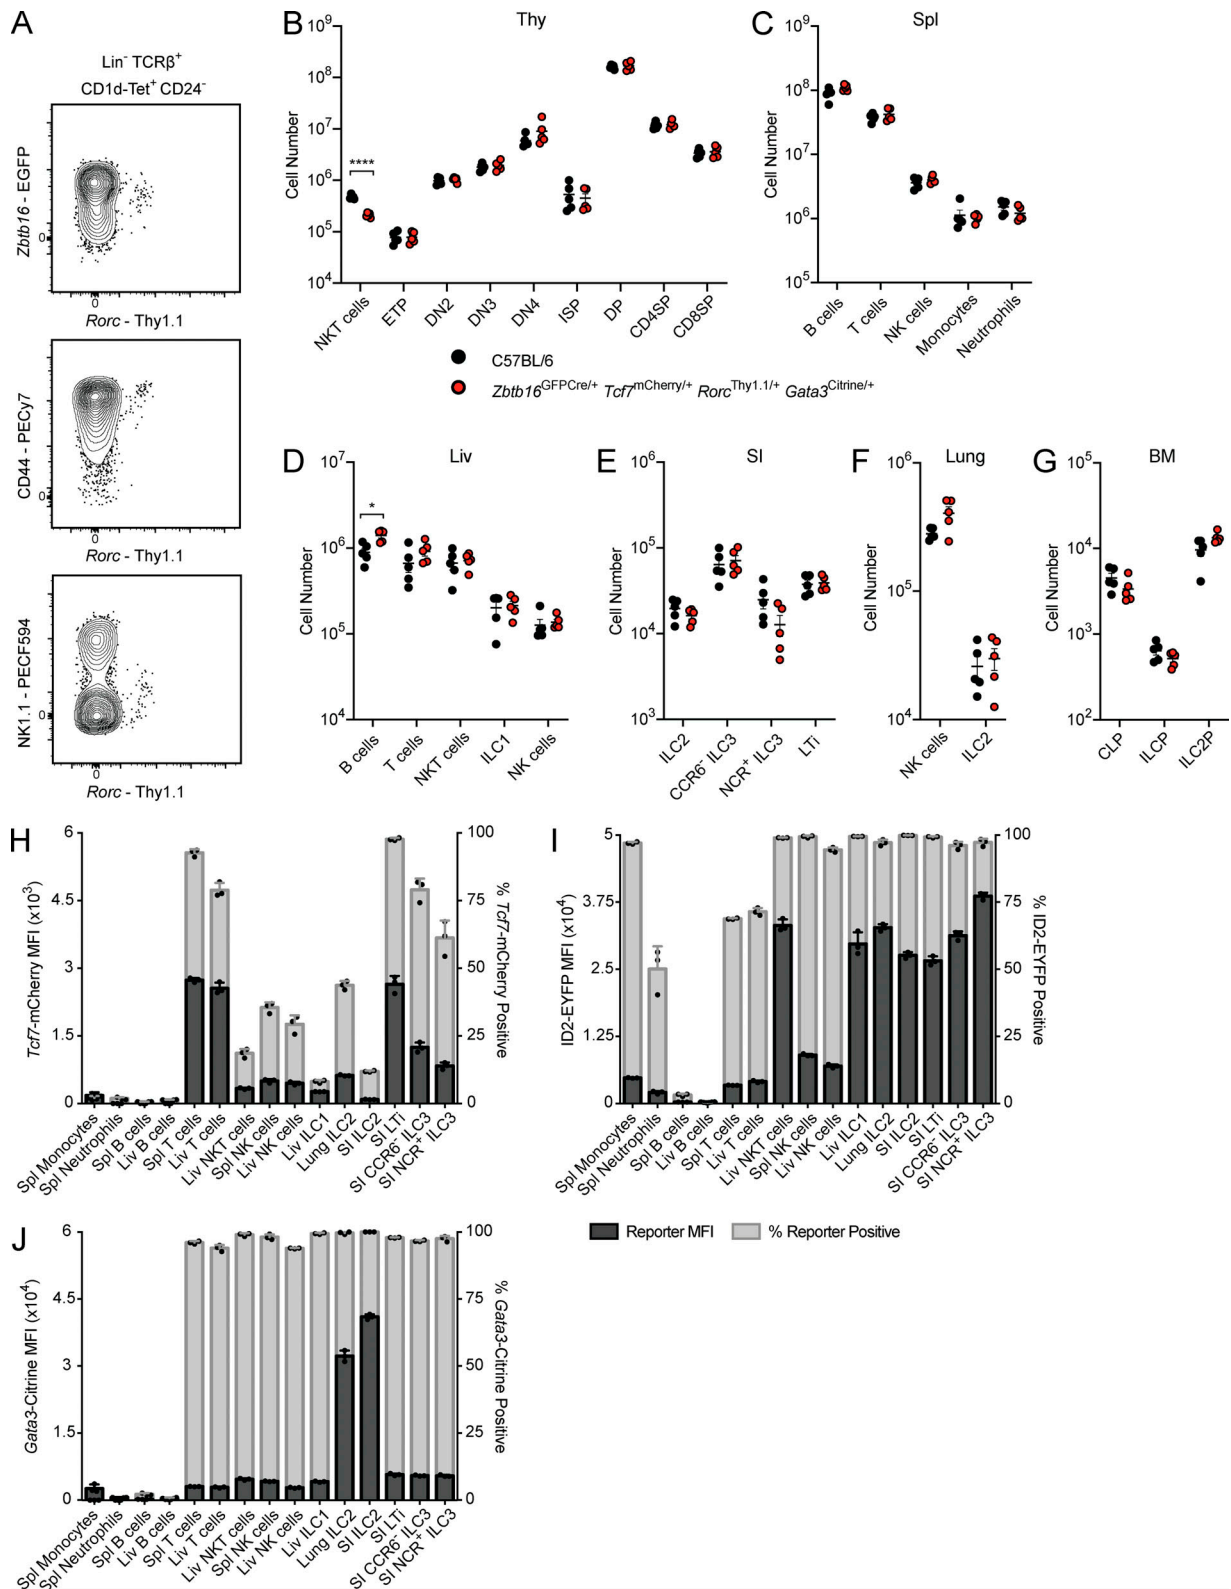 A
Lin⁻ TCRβ⁺
CD1d-Tet⁺ CD24⁻
Zbtb16 - EGFP
0
0
Rorc - Thy1.1
CD44 - PECy7
0
0
Rorc - Thy1.1
NK1.1 - PECF594
0
0
Rorc - Thy1.1
B
Thy
Cell Number
10⁹
10⁸
10⁷
10⁶
10⁵
10⁴
****
NKT cells
ETP
DN2
DN3
DN4
ISP
DP
CD4SP
CD8SP
C
Spl
Cell Number
10⁹
10⁸
10⁷
10⁶
10⁵
B cells
T cells
NK cells
Monocytes
Neutrophils
C57BL/6
Zbtb16^GFPCre/+ Tcf7^mCherry/+ Rorc^Thy1.1/+ Gata3^Citrine/+
D
Liv
Cell Number
10⁷
10⁶
10⁵
10⁴
*
B cells
T cells
NKT cells
ILC1
NK cells
E
SI
Cell Number
10⁶
10⁵
10⁴
10³
ILC2
CCR6⁻ ILC3
NCR⁺ ILC3
LTi
F
Lung
Cell Number
10⁶
10⁵
10⁴
NK cells
ILC2
G
BM
Cell Number
10⁵
10⁴
10³
10²
CLP
ILCP
ILC2P
H
Tcf7-mCherry MFI (x10³)
6
4.5
3
1.5
0
100
75
50
25
0
% Tcf7-mCherry Positive
Spl Monocytes
Spl Neutrophils
Spl B cells
Liv B cells
Spl T cells
Liv T cells
Liv NKT cells
Spl NK cells
Liv NK cells
Liv ILC1
Lung ILC2
SI ILC2
SI LTi
SI CCR6⁻ ILC3
SI NCR⁺ ILC3
I
ID2-EYFP MFI (x10⁴)
5
3.75
2.5
1.25
0
100
75
50
25
0
% ID2-EYFP Positive
Spl Monocytes
Spl Neutrophils
Spl B cells
Liv B cells
Spl T cells
Liv T cells
Liv NKT cells
Spl NK cells
Liv NK cells
Liv ILC1
Lung ILC2
SI ILC2
SI LTi
SI CCR6⁻ ILC3
SI NCR⁺ ILC3
J
Gata3-Citrine MFI (x10⁴)
6
4.5
3
1.5
0
100
75
50
25
0
% Gata3-Citrine Positive
Spl Monocytes
Spl Neutrophils
Spl B cells
Liv B cells
Spl T cells
Liv T cells
Liv NKT cells
Spl NK cells
Liv NK cells
Liv ILC1
Lung ILC2
SI ILC2
SI LTi
SI CCR6⁻ ILC3
SI NCR⁺ ILC3
Reporter MFI
% Reporter Positive